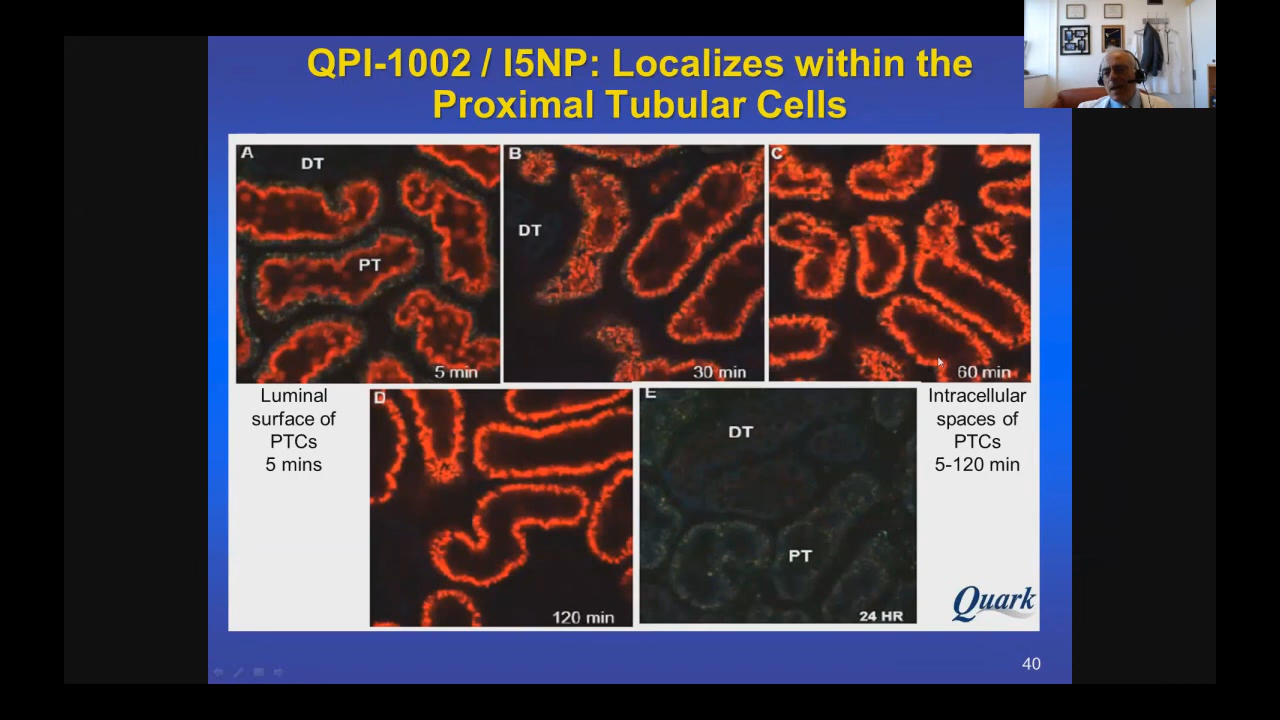 QPI-1002 / I5NP: Localizes within the
Proximal Tubular Cells
A
DT
PT
5 min
B
DT
30 min
C
60 min
Luminal
surface of
PTCs
5 mins
D
120 min
E
DT
PT
24 HR
Intracellular
spaces of
PTCs
5-120 min
Quark
40